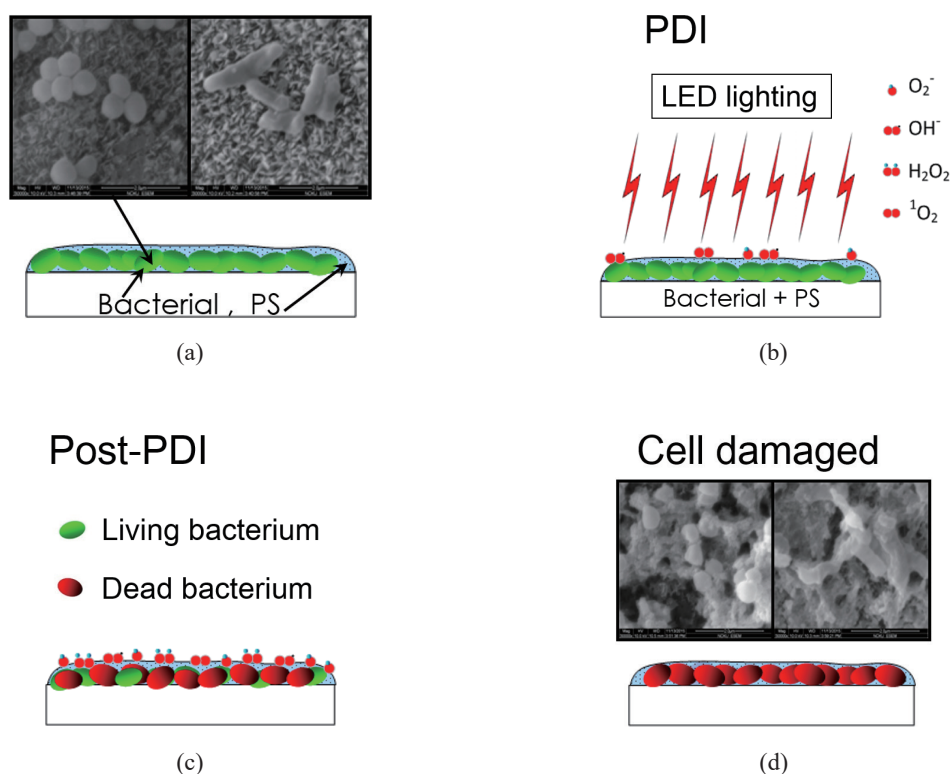 Bacterial , PS
(a)
PDI
LED lighting
O₂⁻
OH⁻
H₂O₂
¹O₂
Bacterial + PS
(b)
Post-PDI
Living bacterium
Dead bacterium
(c)
Cell damaged
(d)